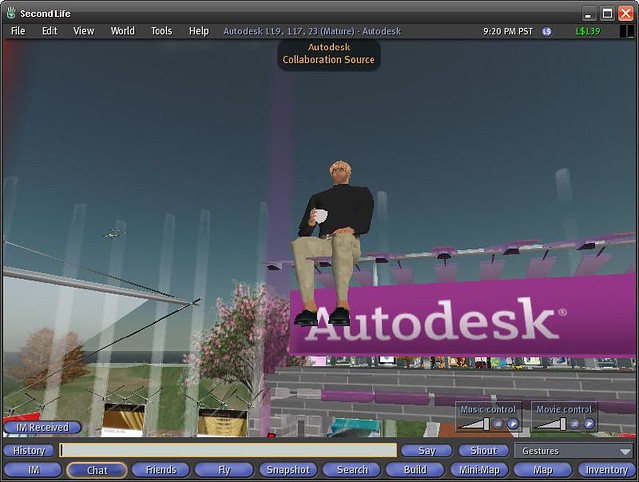 Second Life
File Edit View World Tools Help Autodesk 119, 117, 23 (Mature) - Autodesk 9:20 PM PST L$ L$139
Autodesk
Collaboration Source
Autodesk®
Music control Movie control
IM Received
History Say Shout Gestures
IM Chat Friends Fly Snapshot Search Build Mini-Map Map Inventory